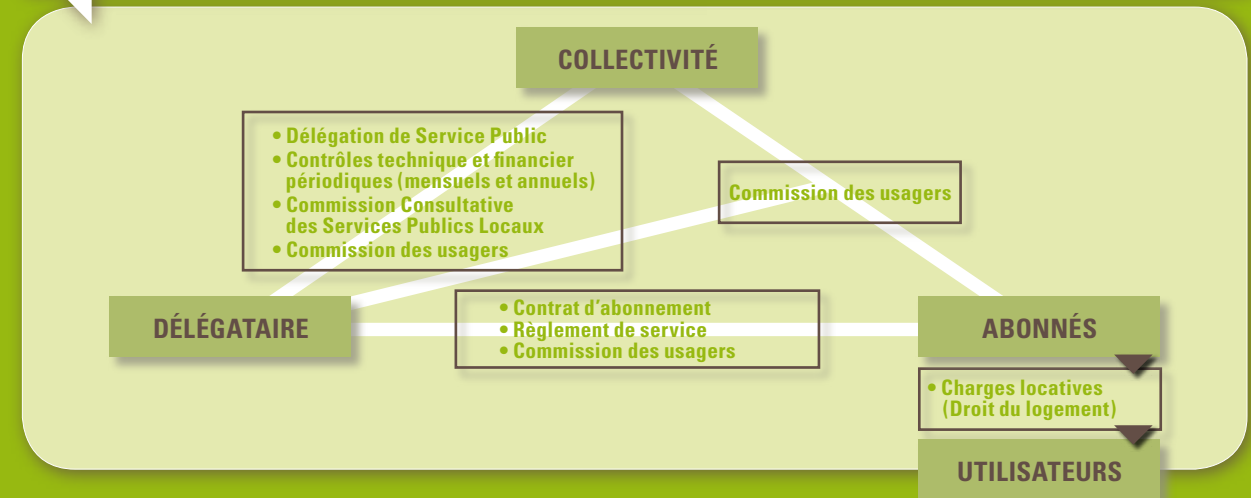 COLLECTIVITÉ
• Délégation de Service Public
• Contrôles technique et financier
périodiques (mensuels et annuels)
• Commission Consultative
des Services Publics Locaux
• Commission des usagers
Commission des usagers
DÉLÉGATAIRE
• Contrat d'abonnement
• Règlement de service
• Commission des usagers
ABONNÉS
• Charges locatives
(Droit du logement)
UTILISATEURS